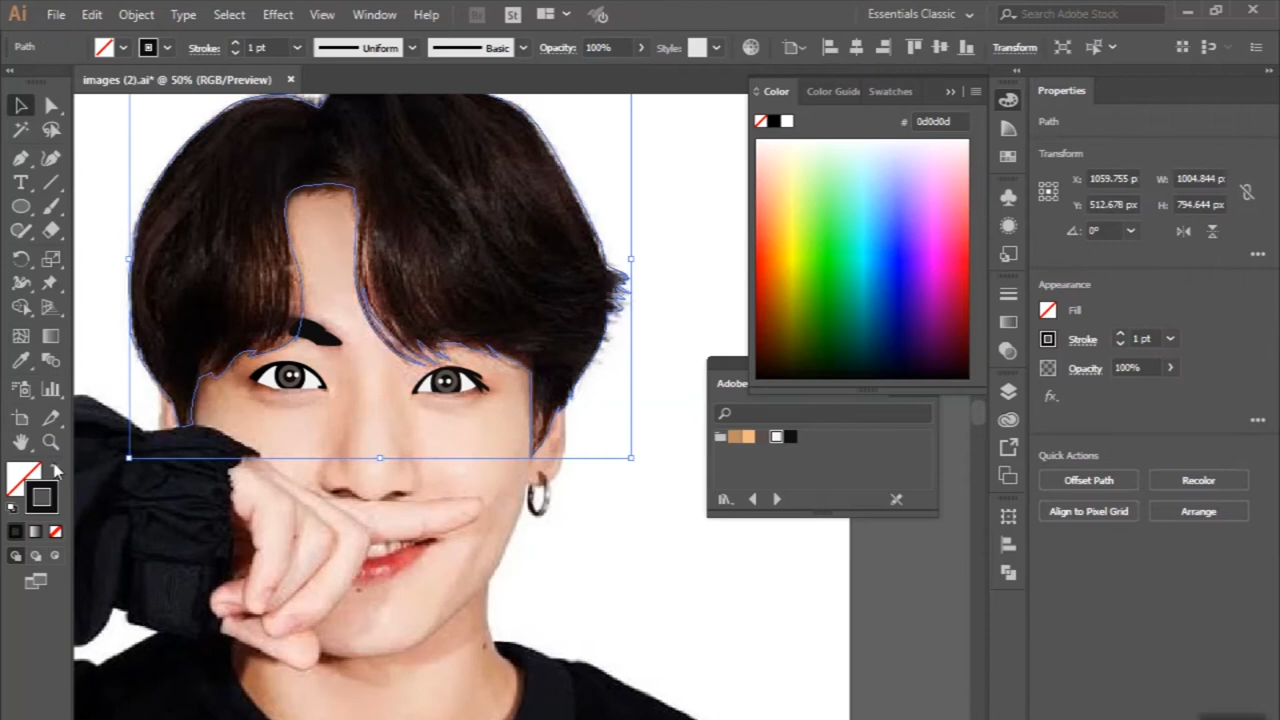 Ai File Edit Object Type Select Effect View Window Help Br St Essentials Classic Search Adobe Stock
Path Stroke: 1 pt Uniform Basic Opacity: 100% Style: Transform
images (2).ai* @ 50% (RGB/Preview)
Color Color Guide Swatches
# 0d0d0d
Adobe
Properties
Path
Transform
X: 1059.755 p W: 1004.844 p
Y: 512.678 px H: 794.644 px
0°
Appearance
Fill
Stroke 1 pt
Opacity 100%
fx.
Quick Actions
Offset Path Recolor
Align to Pixel Grid Arrange